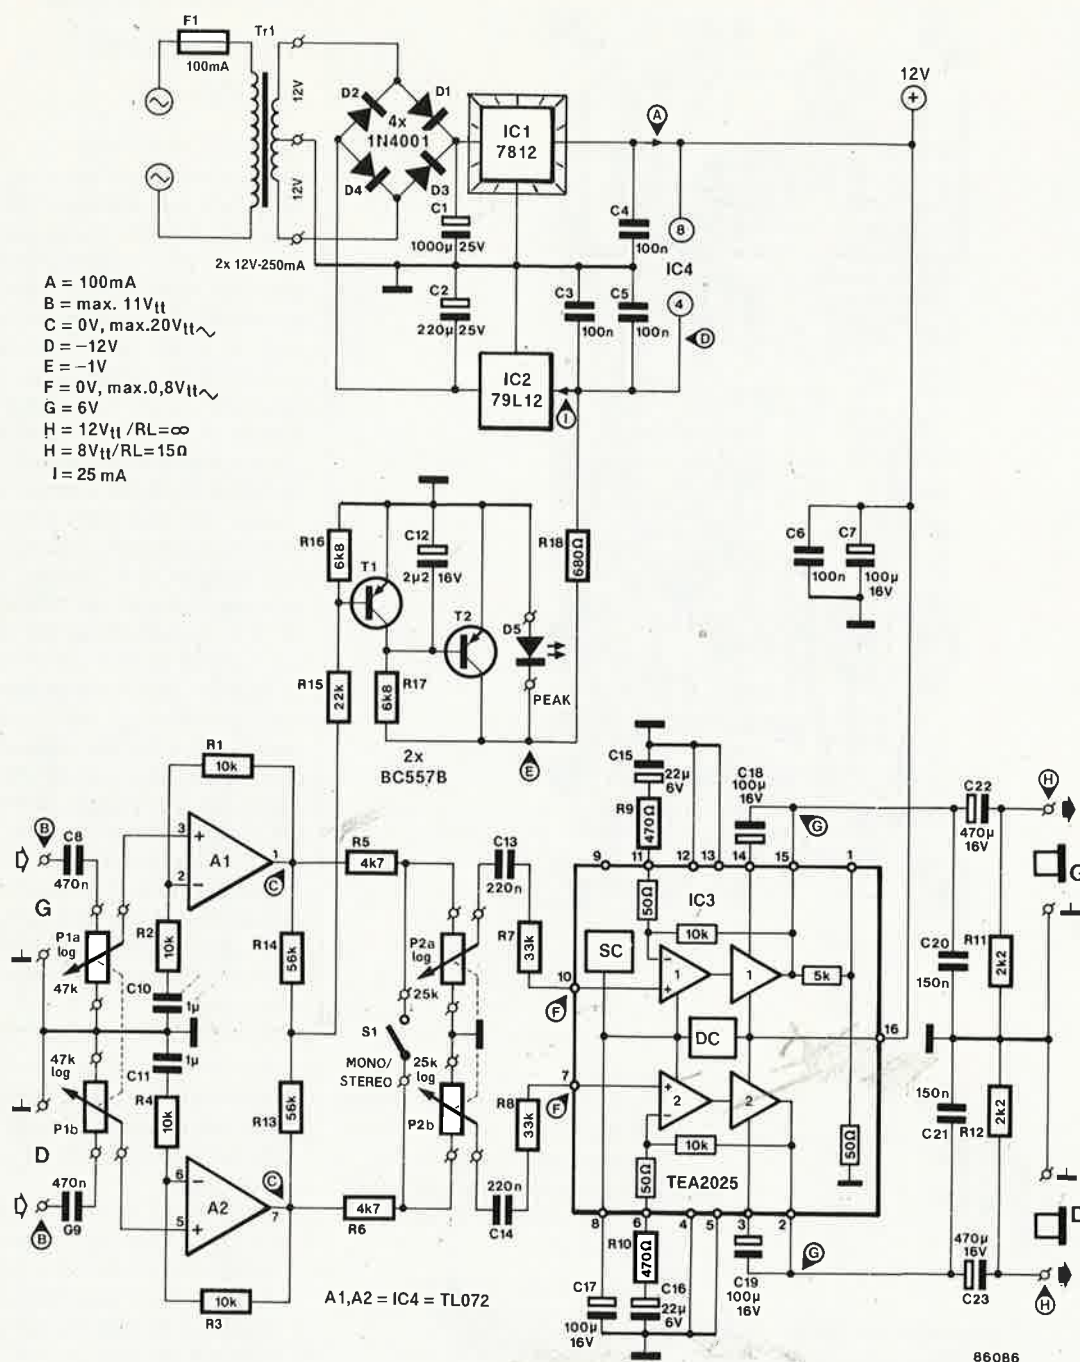 F1
100mA
Tr1
12V
12V
2x 12V-250mA
D2
D1
4x
1N4001
D4
D3
IC1
7812
A
12V
+
C1
1000µ 25V
C4
100n
8
IC4
C2
220µ 25V
C3
100n
C5
100n
4
D
IC2
79L12
I
A = 100mA
B = max. 11Vtt
C = 0V, max.20Vtt~
D = −12V
E = −1V
F = 0V, max.0,8Vtt~
G = 6V
H = 12Vtt /RL=∞
H = 8Vtt/RL=15Ω
I = 25 mA
R16
6k8
T1
C12
2µ2
16V
T2
R18
680Ω
D5
PEAK
R15
22k
R17
6k8
2x
BC557B
E
C6
100n
C7
100µ
16V
R1
10k
B
C8
470n
G
3
+
2
−
A1
1
C
R5
4k7
P1a
log
47k
R2
10k
C10
1µ
R14
56k
47k
log
P1b
C11
1µ
R4
10k
R13
56k
D
470n
G9
B
6
−
5
+
A2
7
C
R6
4k7
10k
R3
A1,A2 = IC4 = TL072
P2a
log
25k
S1
MONO/
STEREO
25k
log
P2b
C13
220n
R7
33k
R8
33k
220n
C14
C15
22µ
6V
R9
470Ω
C18
100µ
16V
G
9
11
12
13
14
15
1
IC3
50Ω
10k
SC
1
1
5k
10
F
DC
16
7
F
2
2
10k
50Ω
50Ω
TEA2025
8
6
4
5
3
2
R10
470Ω
C17
100µ
16V
C16
22µ
6V
C19
100µ
16V
G
C22
470µ
16V
H
G
C20
150n
R11
2k2
150n
C21
R12
2k2
D
470µ
16V
C23
H
86086